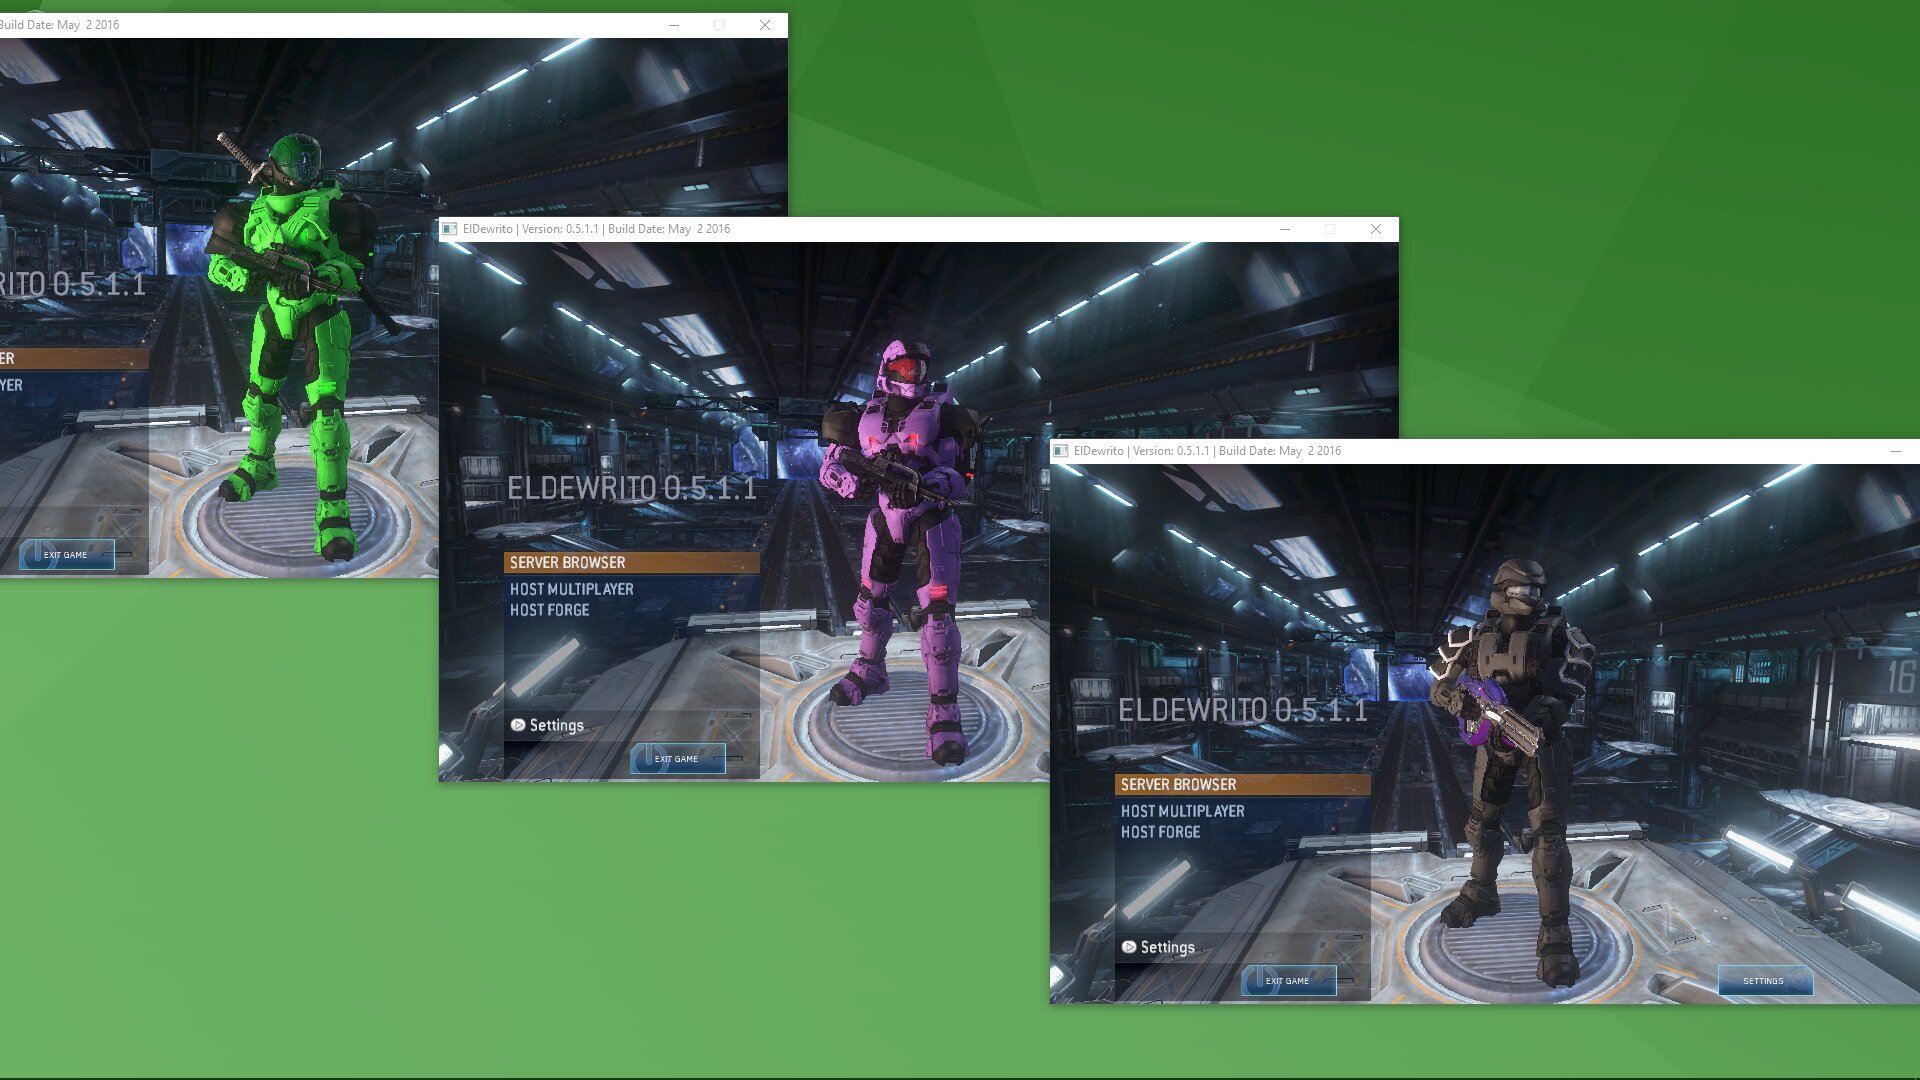 Build Date: May 2 2016
RITO 0.5.1.1
ER
YER
EXIT GAME
ElDewrito | Version: 0.5.1.1 | Build Date: May 2 2016
ELDEWRITO 0.5.1.1
SERVER BROWSER
HOST MULTIPLAYER
HOST FORGE
Settings
EXIT GAME
ElDewrito | Version: 0.5.1.1 | Build Date: May 2 2016
ELDEWRITO 0.5.1.1
16
SERVER BROWSER
HOST MULTIPLAYER
HOST FORGE
Settings
EXIT GAME
SETTINGS